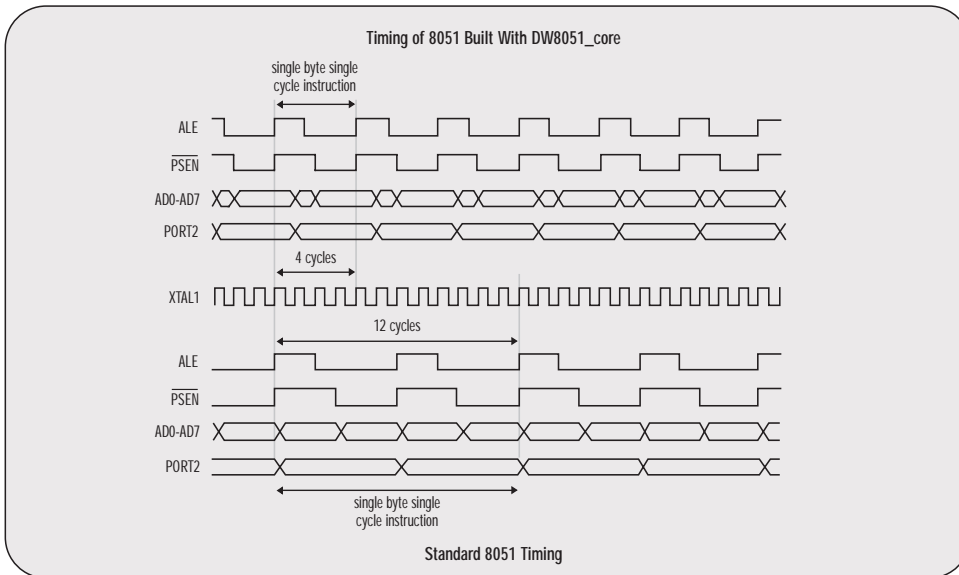 Timing of 8051 Built With DW8051_core
single byte single
cycle instruction
ALE
PSEN
AD0-AD7
PORT2
4 cycles
XTAL1
12 cycles
ALE
PSEN
AD0-AD7
PORT2
single byte single
cycle instruction
Standard 8051 Timing